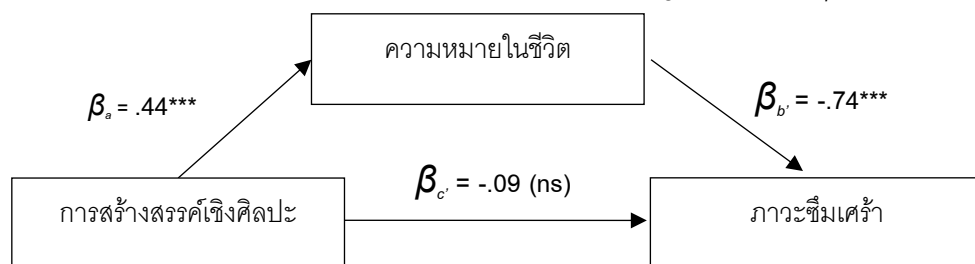 ความหมายในชีวิต
βₐ = .44***
β_b' = -.74***
β_c' = -.09 (ns)
การสร้างสรรค์เชิงศิลปะ
ภาวะซึมเศร้า